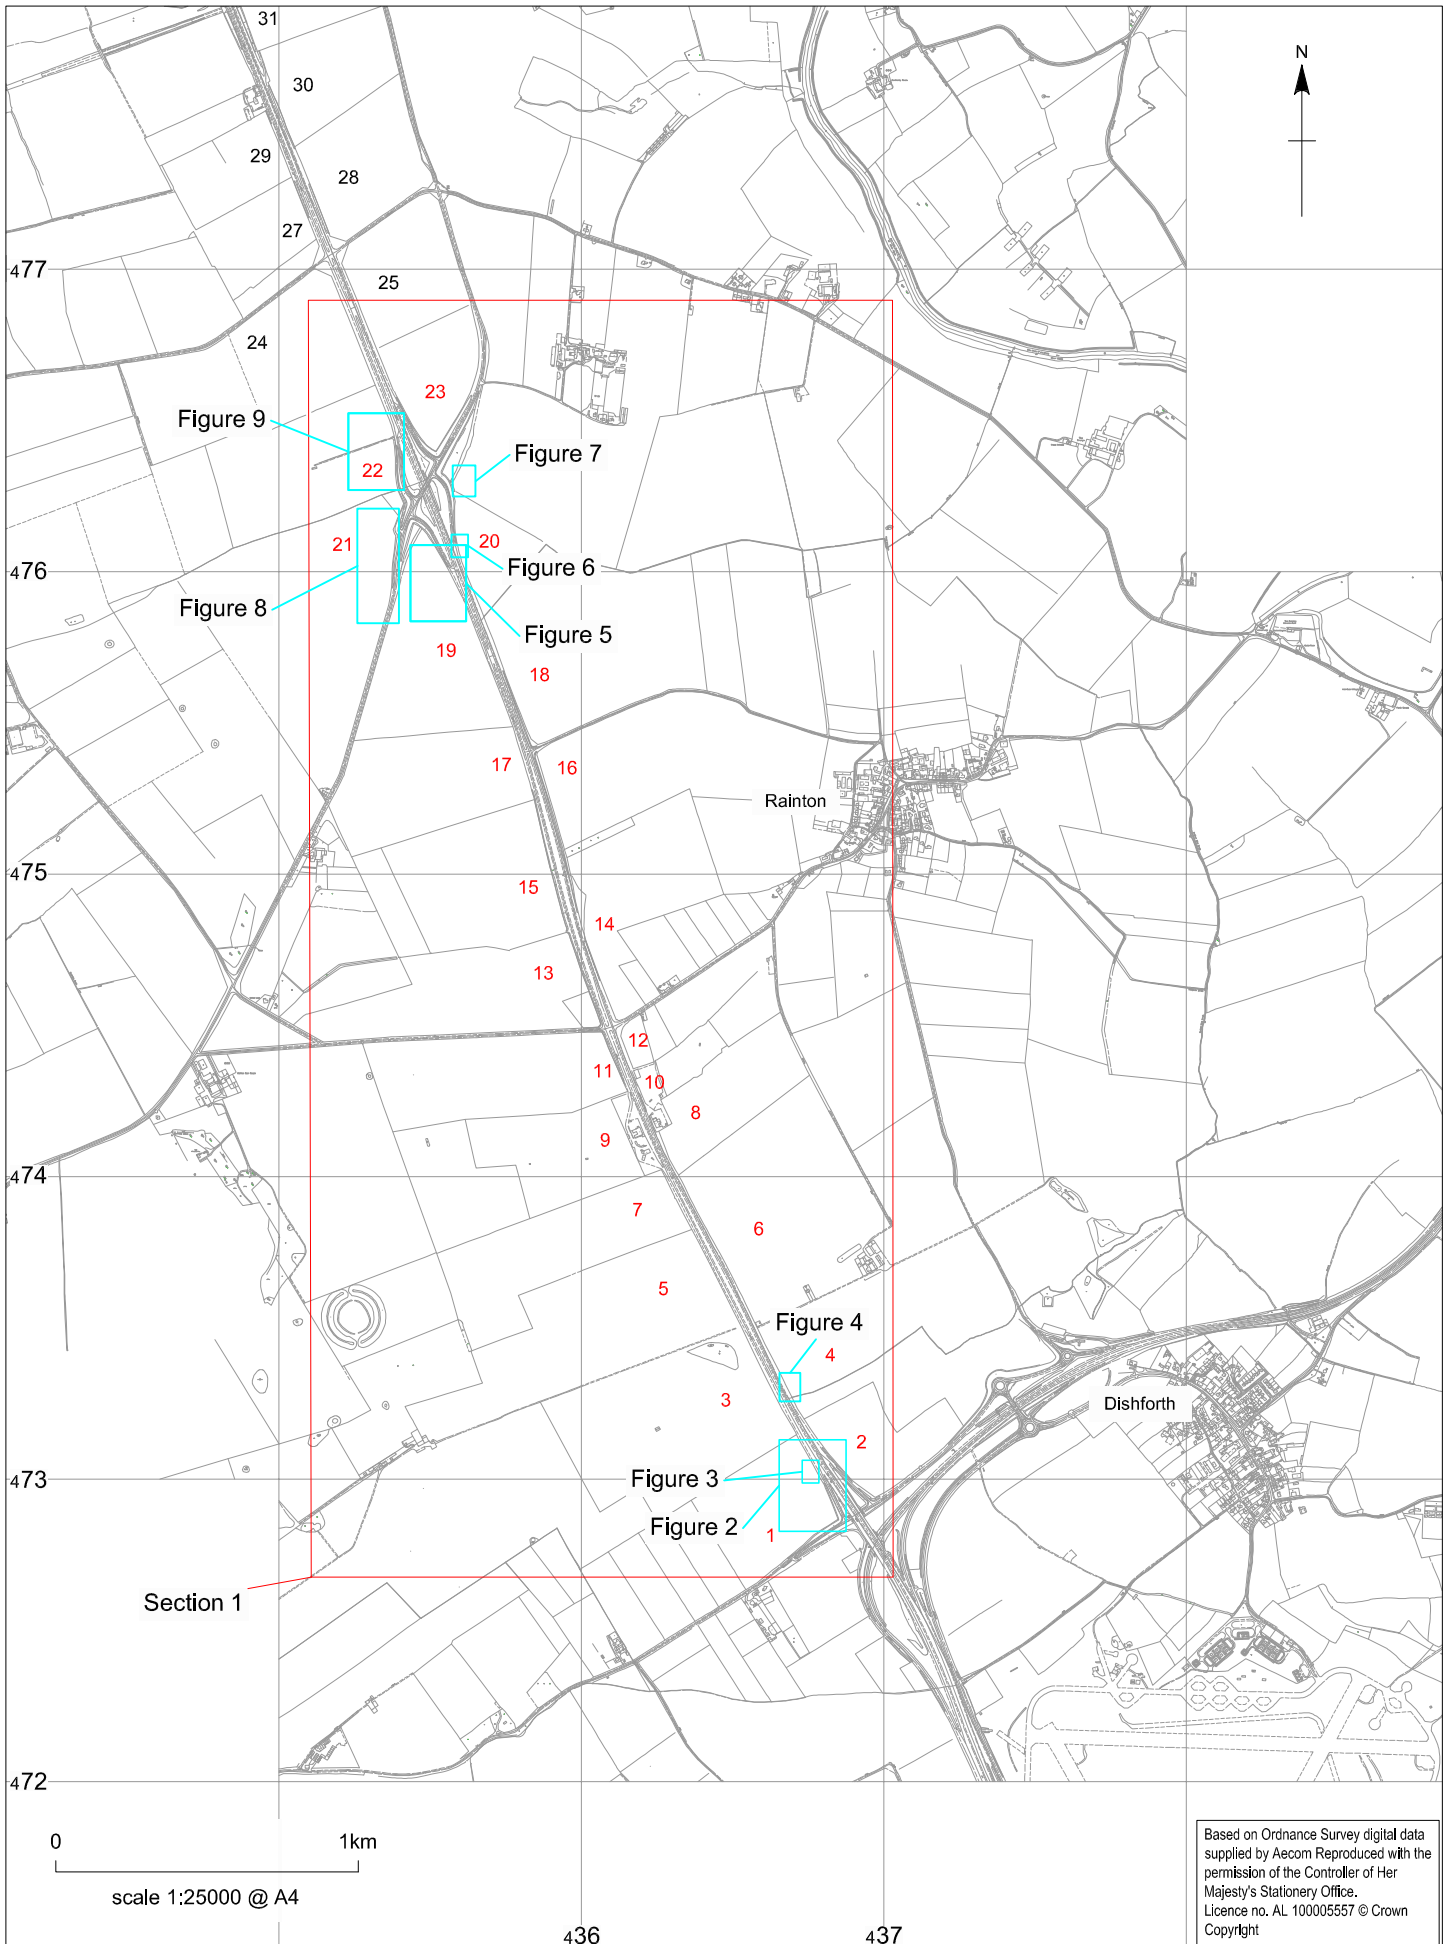 31
N
30
29
28
27
477
25
24
23
Figure 9
Figure 7
22
20
21
Figure 6
476
Figure 8
Figure 5
19
18
17
16
Rainton
475
15
14
13
12
11
10
8
9
474
7
6
5
Figure 4
4
3
Dishforth
2
473
Figure 3
Figure 2
1
Section 1
472
0 1km
scale 1:25000 @ A4
436
437
Based on Ordnance Survey digital data
supplied by Aecom Reproduced with the
permission of the Controller of Her
Majesty's Stationery Office.
Licence no. AL 100005557 © Crown
Copyright